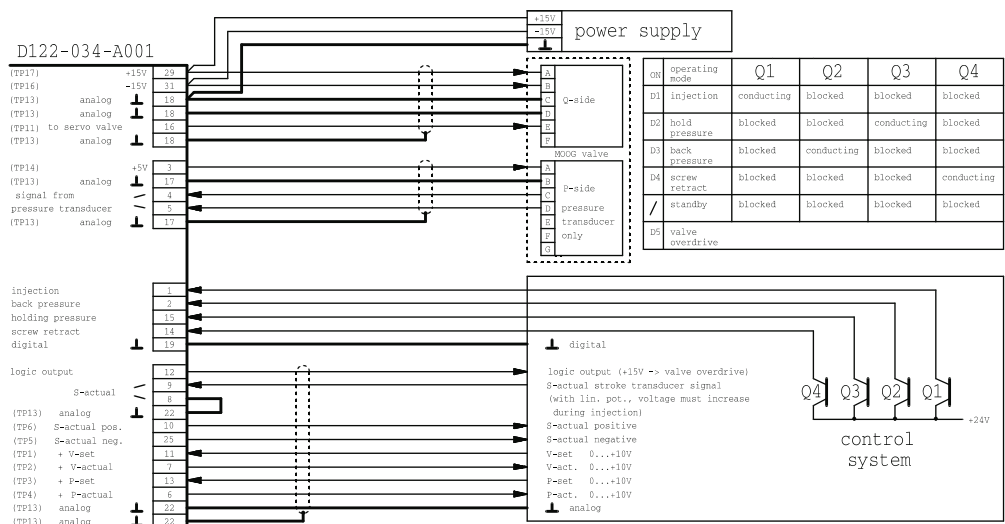 D122-034-A001
+15V
-15V
power supply
(TP17) +15V 29
(TP16) -15V 31
(TP13) analog 18
(TP13) analog 18
(TP11) to servo valve 16
(TP13) analog 18
A
B
C Q-side
D
E
F
MOOG valve
(TP14) +5V 3
(TP13) analog 17
signal from 4
pressure transducer 5
(TP13) analog 17
A
B P-side
C
D pressure
E transducer
F only
G
ON operating mode Q1 Q2 Q3 Q4
D1 injection conducting blocked blocked blocked
D2 hold pressure blocked blocked conducting blocked
D3 back pressure blocked conducting blocked blocked
D4 screw retract blocked blocked blocked conducting
/ standby blocked blocked blocked blocked
D5 valve overdrive
injection 1
back pressure 2
holding pressure 15
screw retract 14
digital 19
digital
logic output 12
S-actual 9
8
(TP13) analog 22
(TP6) S-actual pos. 10
(TP5) S-actual neg. 25
(TP1) + V-set 11
(TP2) + V-actual 7
(TP3) + P-set 13
(TP4) + P-actual 6
(TP13) analog 22
(TP13) analog 22
logic output (+15V -> valve overdrive)
S-actual stroke transducer signal
(with lin. pot., voltage must increase
during injection)
S-actual positive
S-actual negative
V-set 0...+10V
V-act. 0...+10V
P-set 0...+10V
P-act. 0...+10V
analog
Q4 Q3 Q2 Q1
+24V
control
system